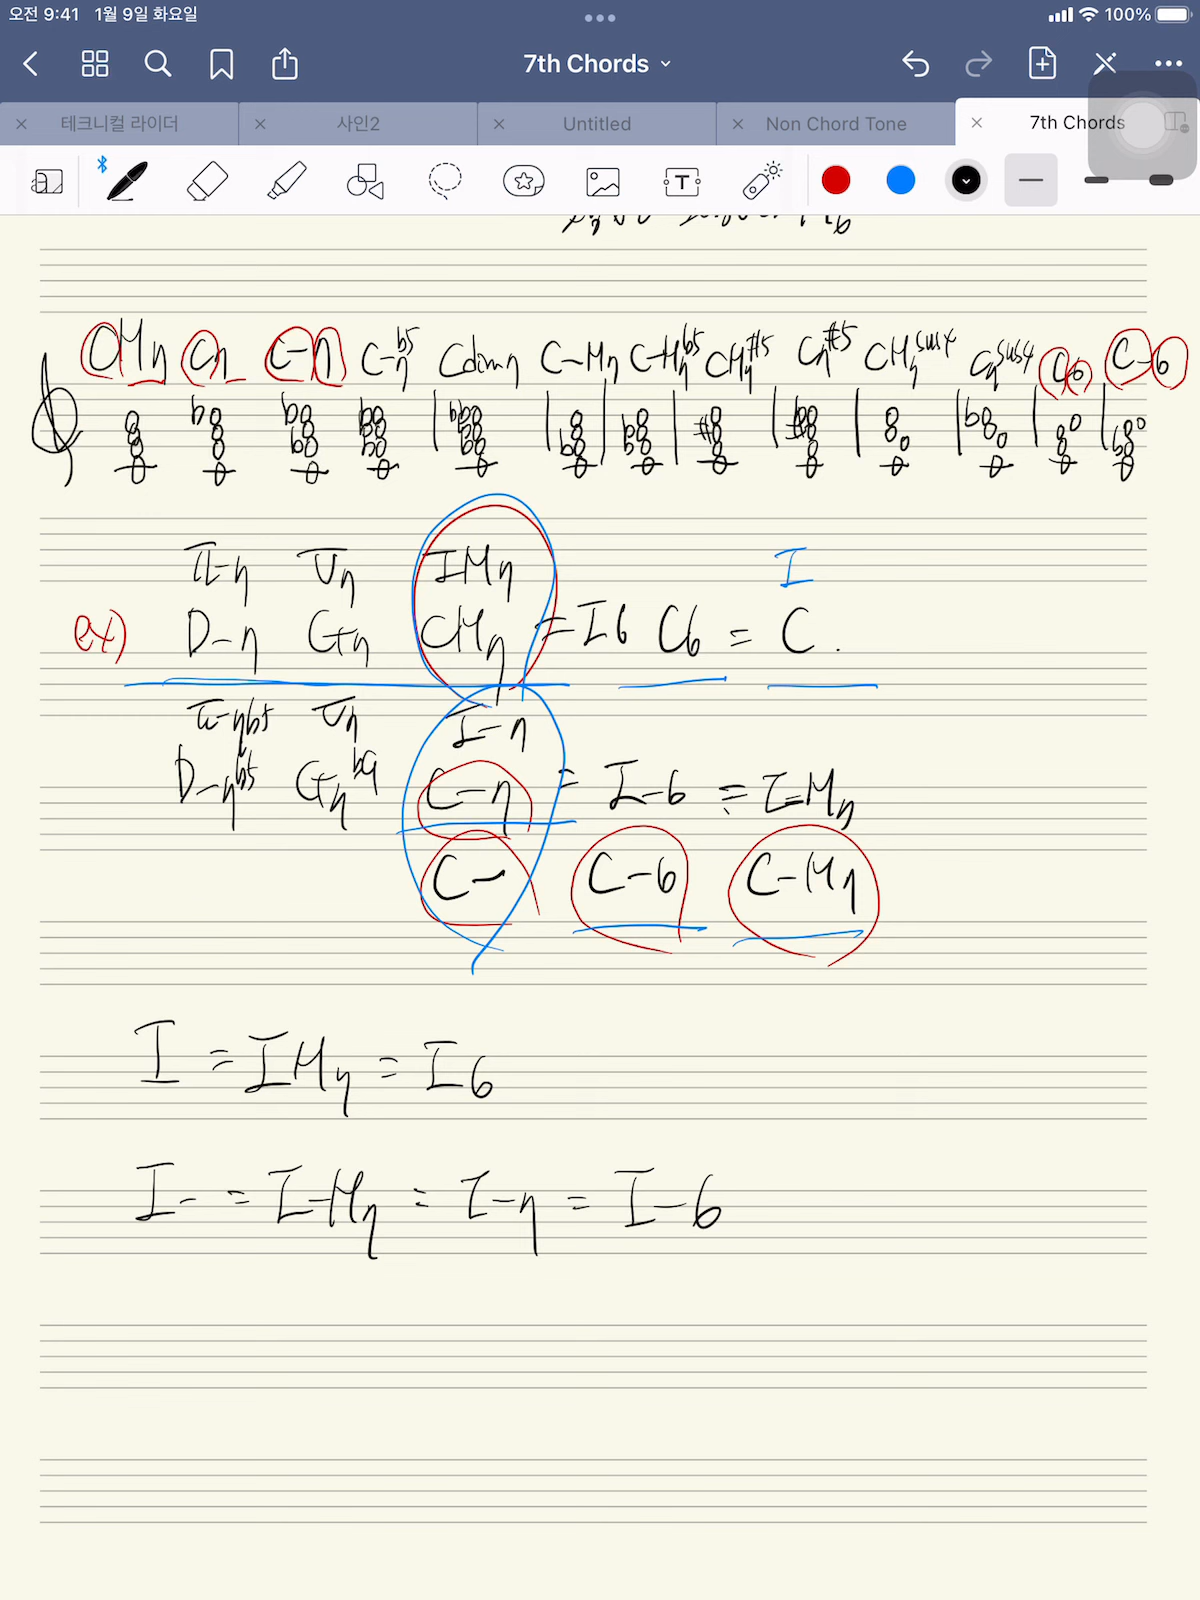 오전 9:41 1월 9일 화요일 100%
7th Chords
테크니컬 라이더 사인2 Untitled Non Chord Tone 7th Chords
CM7 C7 C-7 C-7b5 Cdim7 C-M7 C-M7b5 CM7#5 C7#5 CM7sus4 C7sus4 C6 C-6
II-7 V7 IM7 I
ex) D-7 G7 CM7 = I6 C6 = C.
II-7b5 V7 I-7
D-7b5 G7b9 C-7 = I-6 = I-M7
C- C-6 C-M7
I = IM7 = I6
I- = I-M7 = I-7 = I-6